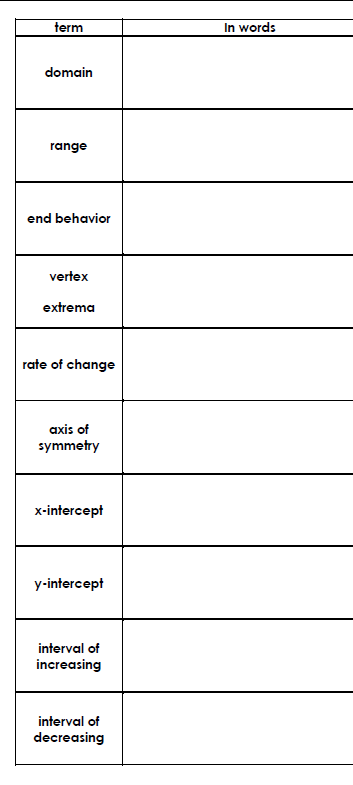 term In words
domain
range
end behavior
vertex
extrema
rate of change
axis of
symmetry
x-intercept
y-intercept
interval of
increasing
interval of
decreasing